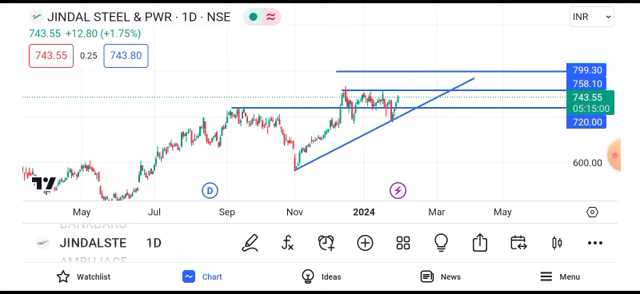 JINDAL STEEL & PWR · 1D · NSE
INR
743.55 +12.80 (+1.75%)
743.55 0.25 743.80
799.30
758.10
743.55
05:15:00
720.00
600.00
D
May Jul Sep Nov 2024 Mar May
JINDALSTE 1D
Watchlist Chart Ideas News Menu